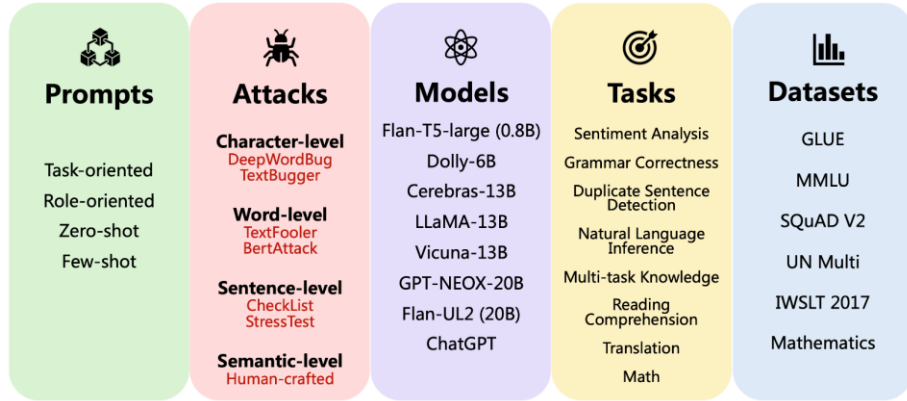 Prompts
Task-oriented
Role-oriented
Zero-shot
Few-shot
Attacks
Character-level
DeepWordBug
TextBugger
Word-level
TextFooler
BertAttack
Sentence-level
CheckList
StressTest
Semantic-level
Human-crafted
Models
Flan-T5-large (0.8B)
Dolly-6B
Cerebras-13B
LLaMA-13B
Vicuna-13B
GPT-NEOX-20B
Flan-UL2 (20B)
ChatGPT
Tasks
Sentiment Analysis
Grammar Correctness
Duplicate Sentence
Detection
Natural Language
Inference
Multi-task Knowledge
Reading
Comprehension
Translation
Math
Datasets
GLUE
MMLU
SQuAD V2
UN Multi
IWSLT 2017
Mathematics